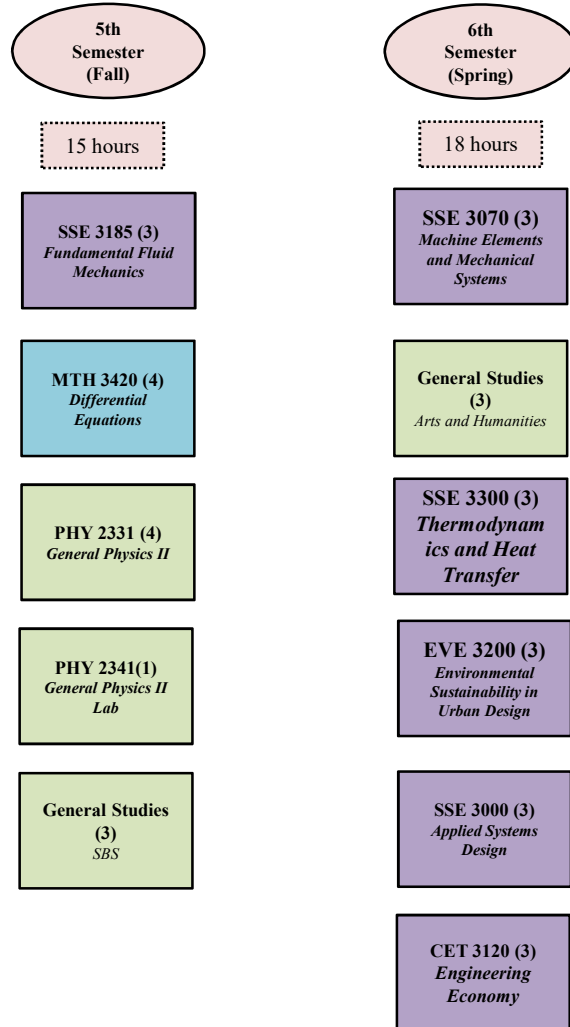 5th
Semester
(Fall)
15 hours
SSE 3185 (3)
Fundamental Fluid
Mechanics
MTH 3420 (4)
Differential
Equations
PHY 2331 (4)
General Physics II
PHY 2341(1)
General Physics II
Lab
General Studies
(3)
SBS
6th
Semester
(Spring)
18 hours
SSE 3070 (3)
Machine Elements
and Mechanical
Systems
General Studies
(3)
Arts and Humanities
SSE 3300 (3)
Thermodynam
ics and Heat
Transfer
EVE 3200 (3)
Environmental
Sustainability in
Urban Design
SSE 3000 (3)
Applied Systems
Design
CET 3120 (3)
Engineering
Economy